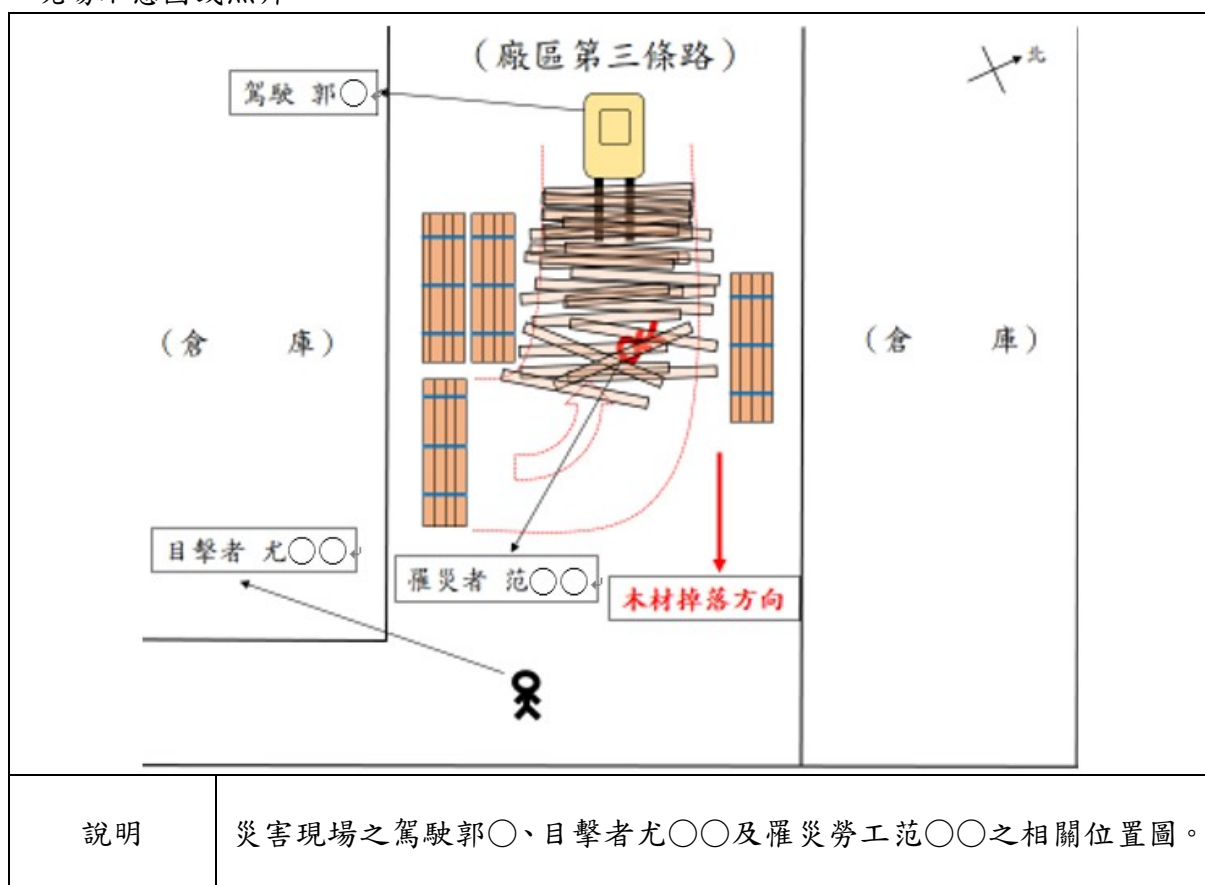 (廠區第三條路)
北
駕駛 郭○
(倉 庫)
(倉 庫)
目擊者 尤○○
罹災者 范○○
木材掉落方向
說明
災害現場之駕駛郭○、目擊者尤○○及罹災勞工范○○之相關位置圖。